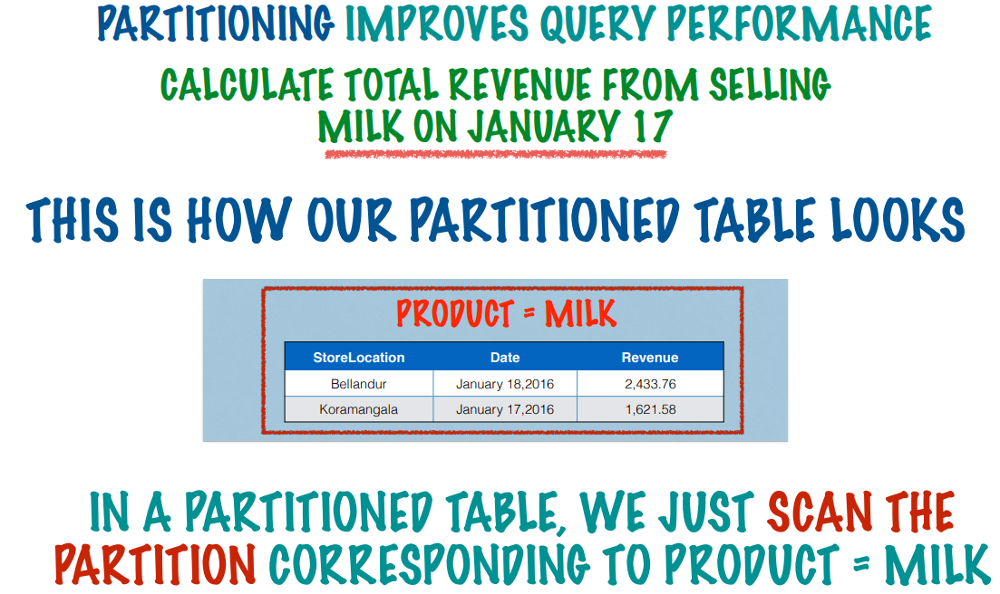 PARTITIONING IMPROVES QUERY PERFORMANCE
CALCULATE TOTAL REVENUE FROM SELLING
MILK ON JANUARY 17
THIS IS HOW OUR PARTITIONED TABLE LOOKS
PRODUCT = MILK
StoreLocation Date Revenue
Bellandur January 18,2016 2,433.76
Koramangala January 17,2016 1,621.58
IN A PARTITIONED TABLE, WE JUST SCAN THE
PARTITION CORRESPONDING TO PRODUCT = MILK